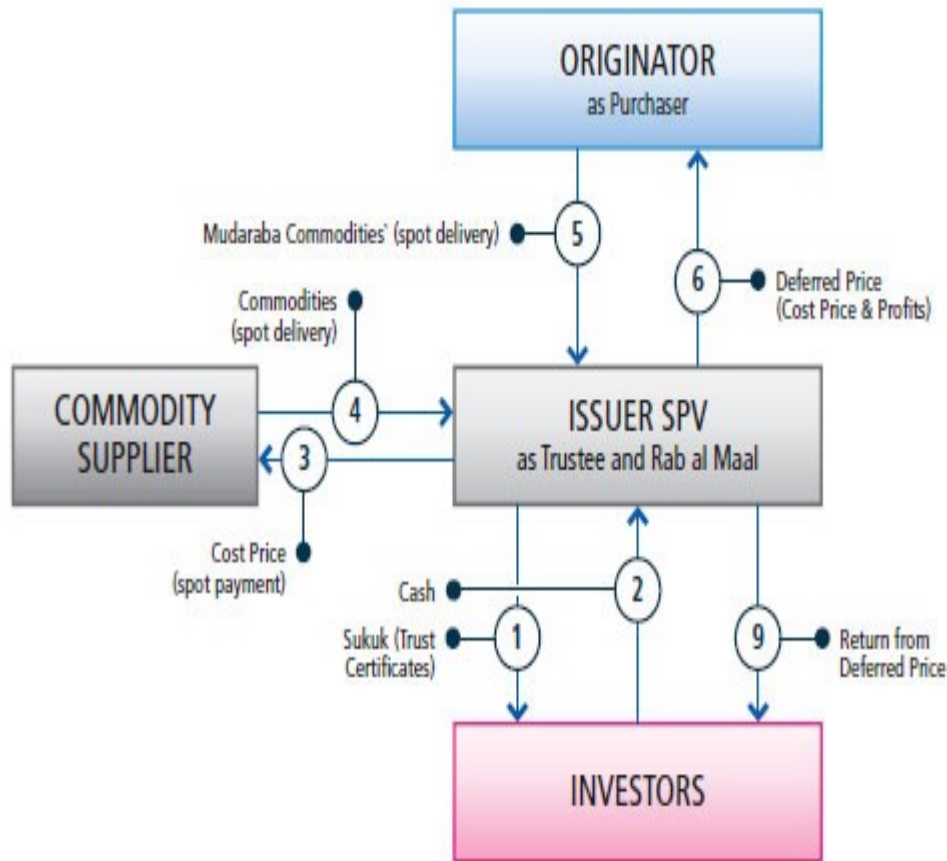 ORIGINATOR
as Purchaser
Mudaraba Commodities` (spot delivery)
5
6
Deferred Price
(Cost Price & Profits)
Commodities
(spot delivery)
COMMODITY
SUPPLIER
4
3
ISSUER SPV
as Trustee and Rab al Maal
Cost Price
(spot payment)
Cash
2
Sukuk (Trust
Certificates)
1
9
Return from
Deferred Price
INVESTORS